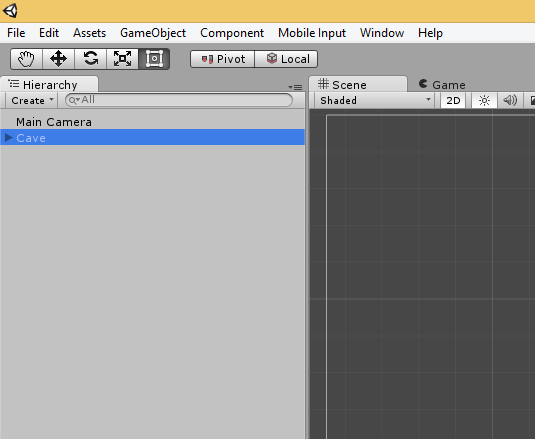 File Edit Assets GameObject Component Mobile Input Window Help
Pivot Local
Hierarchy Scene Game
Create All Shaded 2D
Main Camera
Cave